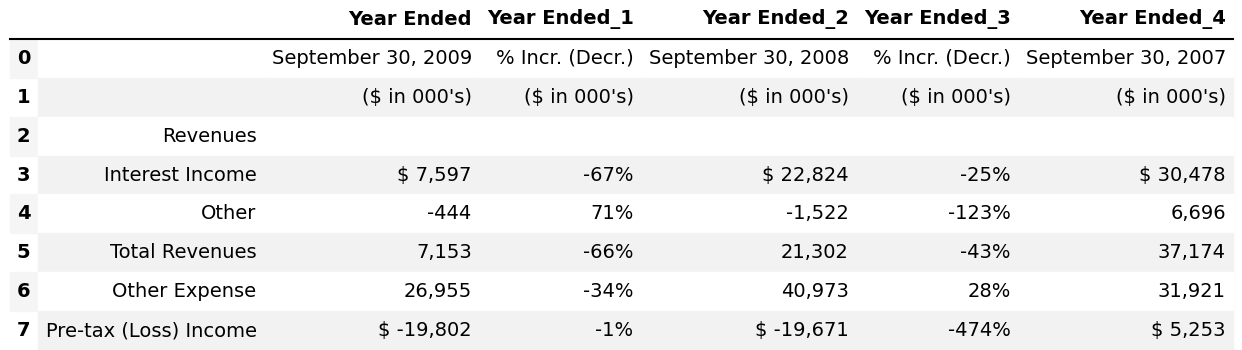 Year Ended Year Ended_1 Year Ended_2 Year Ended_3 Year Ended_4
0 September 30, 2009 % Incr. (Decr.) September 30, 2008 % Incr. (Decr.) September 30, 2007
1 ($ in 000's) ($ in 000's) ($ in 000's) ($ in 000's) ($ in 000's)
2 Revenues
3 Interest Income $ 7,597 -67% $ 22,824 -25% $ 30,478
4 Other -444 71% -1,522 -123% 6,696
5 Total Revenues 7,153 -66% 21,302 -43% 37,174
6 Other Expense 26,955 -34% 40,973 28% 31,921
7 Pre-tax (Loss) Income $ -19,802 -1% $ -19,671 -474% $ 5,253